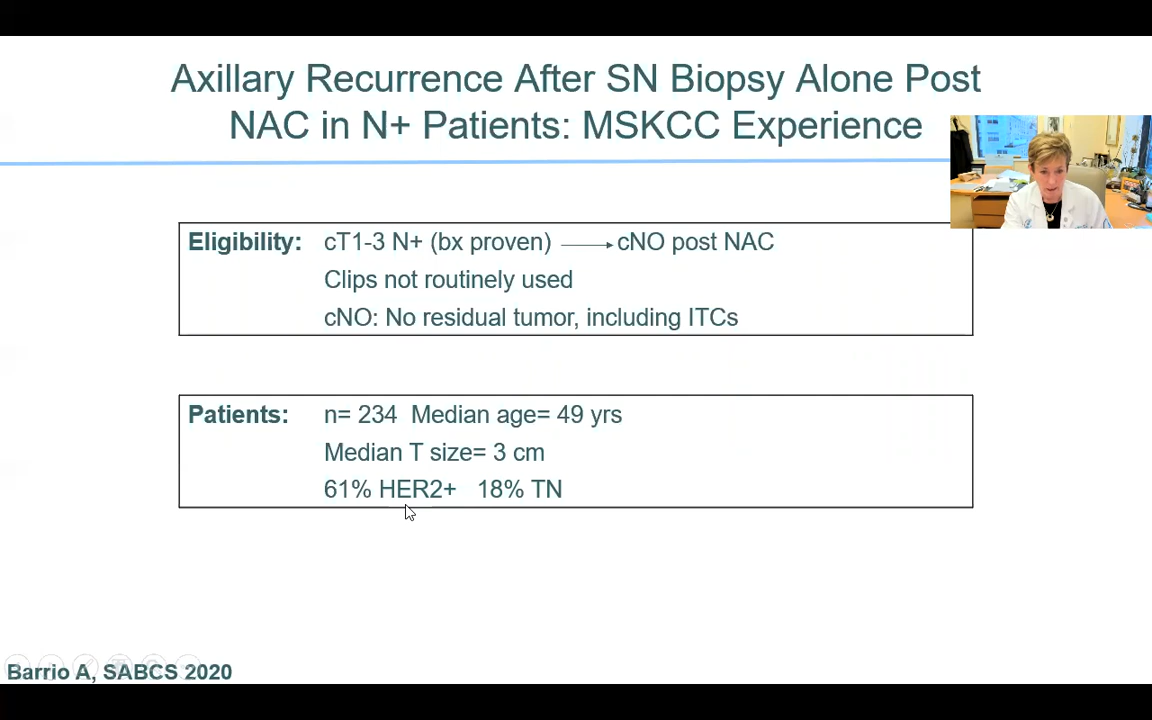 Axillary Recurrence After SN Biopsy Alone Post
NAC in N+ Patients: MSKCC Experience
Eligibility: cT1-3 N+ (bx proven) → cNO post NAC
Clips not routinely used
cNO: No residual tumor, including ITCs
Patients: n= 234 Median age= 49 yrs
Median T size= 3 cm
61% HER2+ 18% TN
Barrio A, SABCS 2020